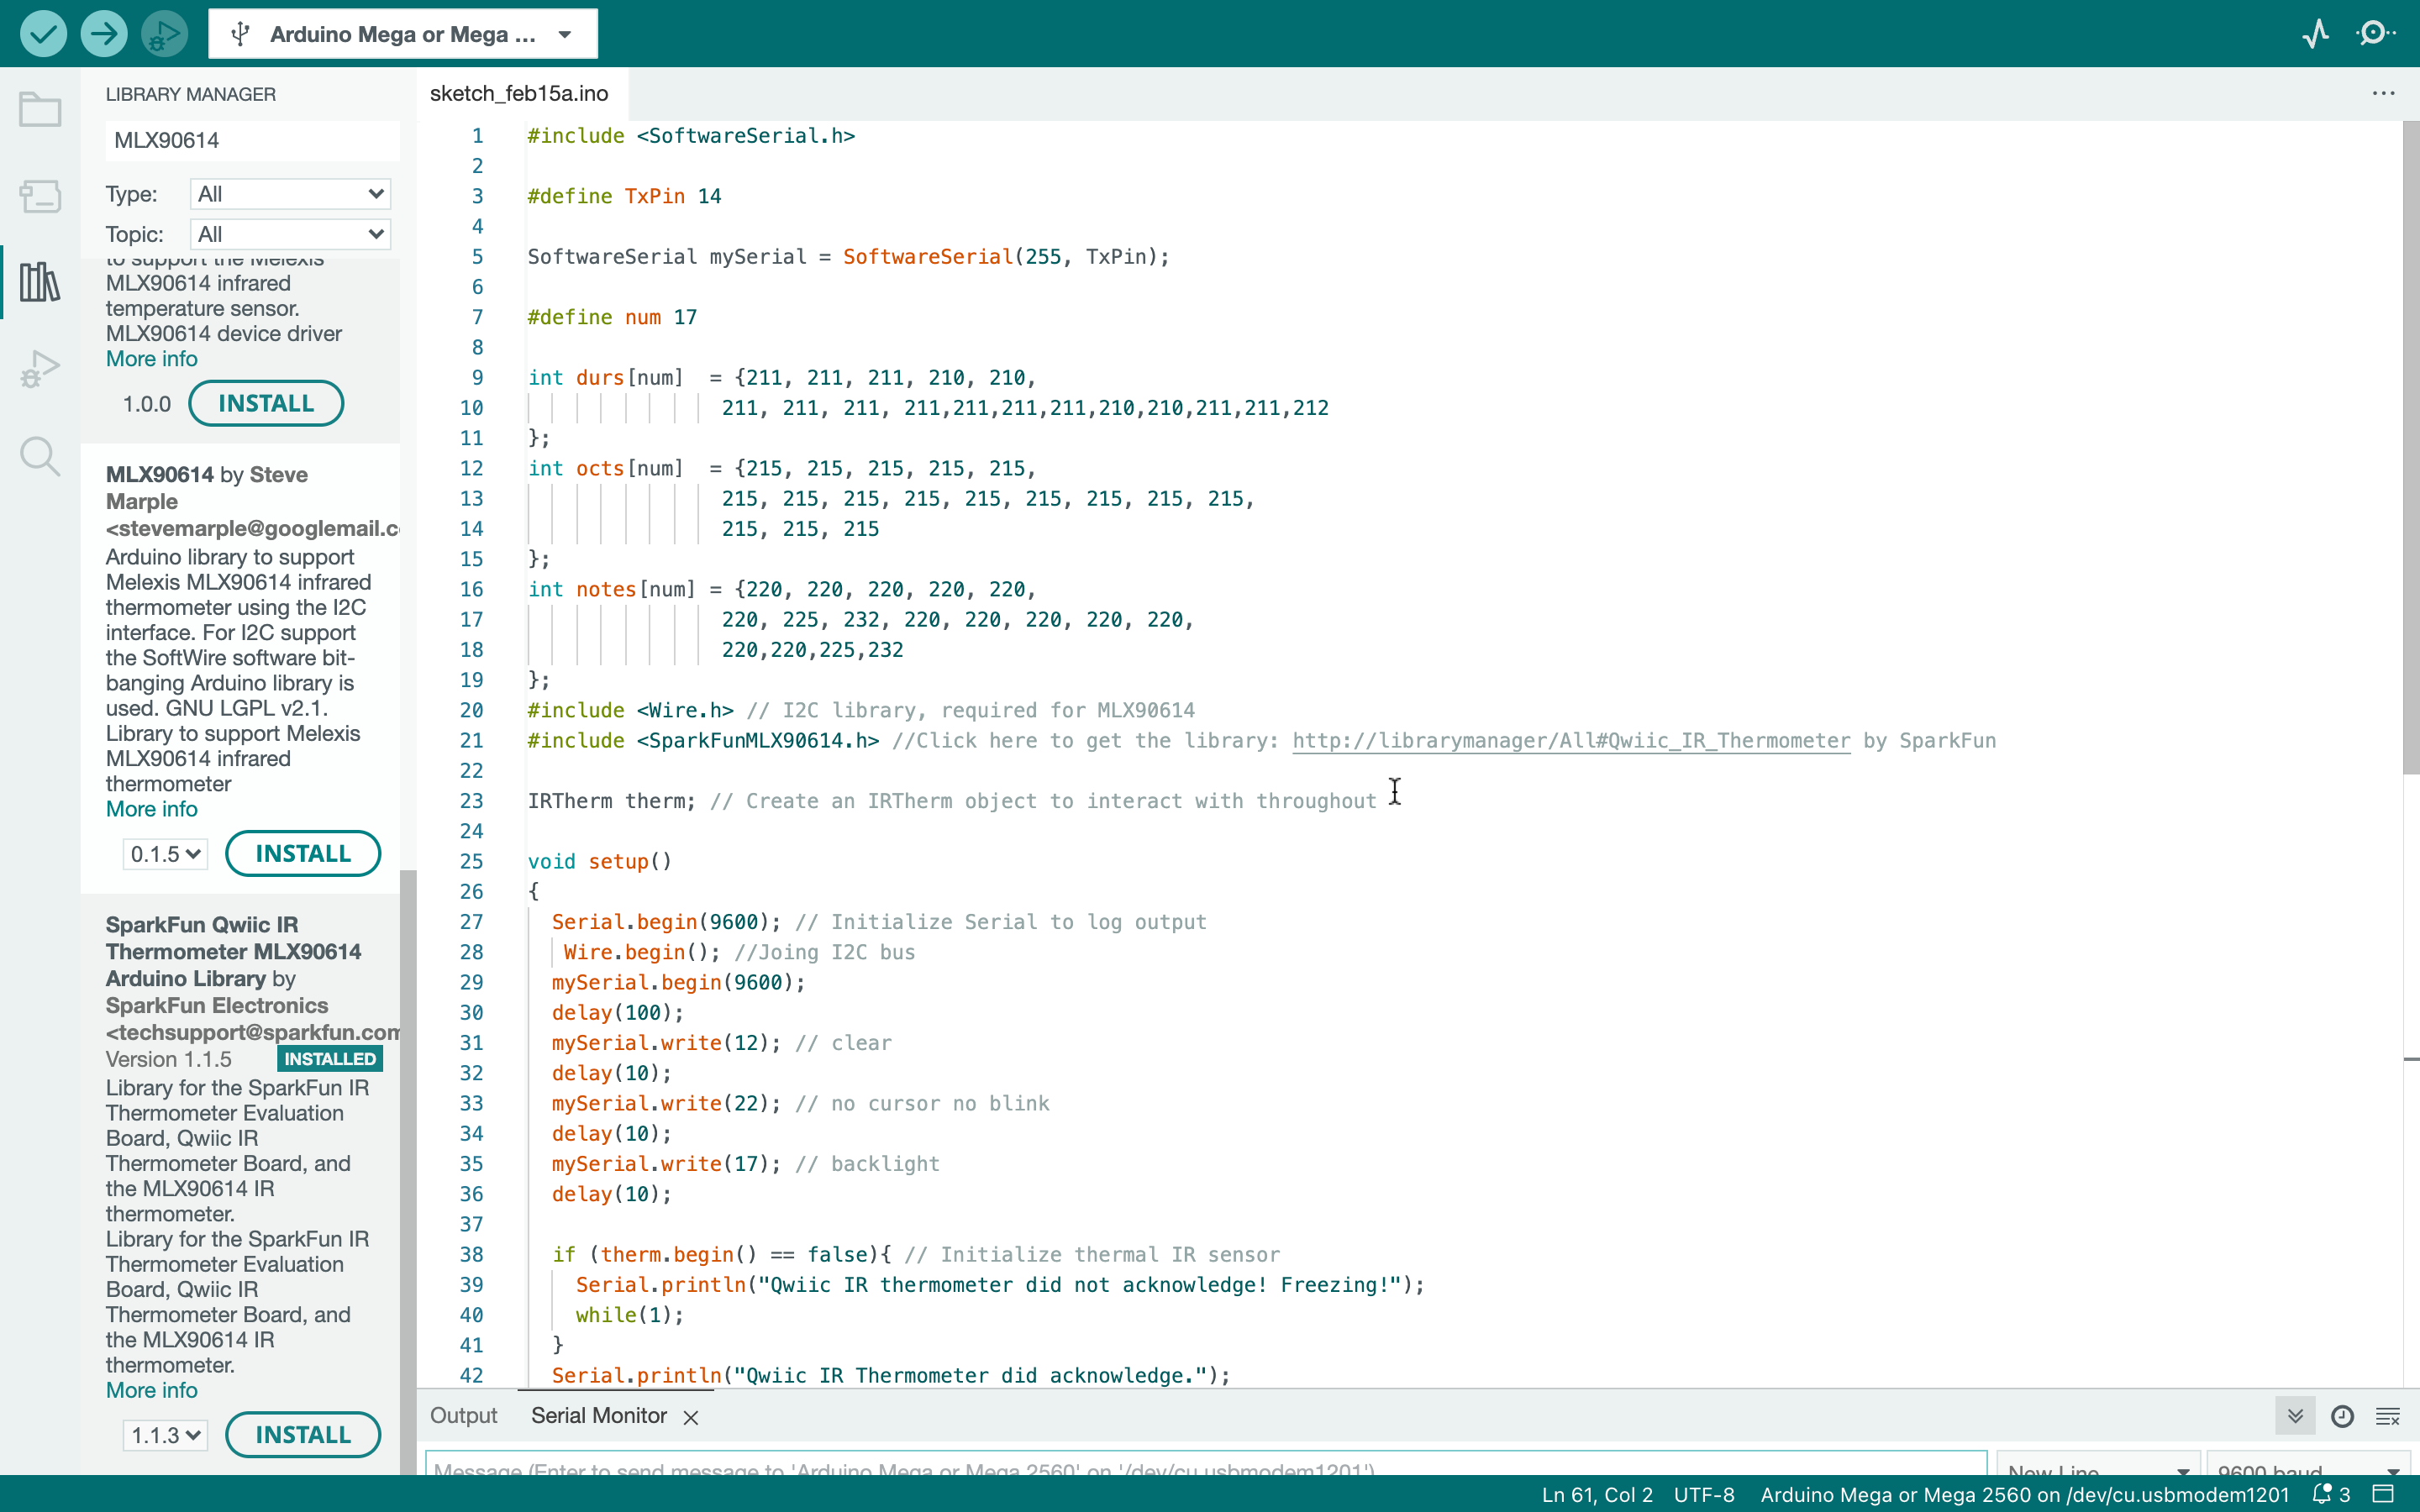 Arduino Mega or Mega ...
LIBRARY MANAGER
MLX90614
Type: All
Topic: All
to support the Melexis
MLX90614 infrared
temperature sensor.
MLX90614 device driver
More info
1.0.0 INSTALL
MLX90614 by Steve
Marple
<stevemarple@googlemail.c
Arduino library to support
Melexis MLX90614 infrared
thermometer using the I2C
interface. For I2C support
the SoftWire software bit-
banging Arduino library is
used. GNU LGPL v2.1.
Library to support Melexis
MLX90614 infrared
thermometer
More info
0.1.5 INSTALL
SparkFun Qwiic IR
Thermometer MLX90614
Arduino Library by
SparkFun Electronics
<techsupport@sparkfun.com
Version 1.1.5 INSTALLED
Library for the SparkFun IR
Thermometer Evaluation
Board, Qwiic IR
Thermometer Board, and
the MLX90614 IR
thermometer.
Library for the SparkFun IR
Thermometer Evaluation
Board, Qwiic IR
Thermometer Board, and
the MLX90614 IR
thermometer.
More info
1.1.3 INSTALL
sketch_feb15a.ino
...
1 #include <SoftwareSerial.h>
2
3 #define TxPin 14
4
5 SoftwareSerial mySerial = SoftwareSerial(255, TxPin);
6
7 #define num 17
8
9 int durs[num]  = {211, 211, 211, 210, 210,
10 211, 211, 211, 211,211,211,211,210,210,211,211,212
11 };
12 int octs[num]  = {215, 215, 215, 215, 215,
13 215, 215, 215, 215, 215, 215, 215, 215, 215,
14 215, 215, 215
15 };
16 int notes[num] = {220, 220, 220, 220, 220,
17 220, 225, 232, 220, 220, 220, 220, 220,
18 220,220,225,232
19 };
20 #include <Wire.h> // I2C library, required for MLX90614
21 #include <SparkFunMLX90614.h> //Click here to get the library: http://librarymanager/All#Qwiic_IR_Thermometer by SparkFun
22
23 IRTherm therm; // Create an IRTherm object to interact with throughout
24
25 void setup()
26 {
27 Serial.begin(9600); // Initialize Serial to log output
28 Wire.begin(); //Joing I2C bus
29 mySerial.begin(9600);
30 delay(100);
31 mySerial.write(12); // clear
32 delay(10);
33 mySerial.write(22); // no cursor no blink
34 delay(10);
35 mySerial.write(17); // backlight
36 delay(10);
37
38 if (therm.begin() == false){ // Initialize thermal IR sensor
39 Serial.println("Qwiic IR thermometer did not acknowledge! Freezing!");
40 while(1);
41 }
42 Serial.println("Qwiic IR Thermometer did acknowledge.");
Output Serial Monitor
Message (Enter to send message to 'Arduino Mega or Mega 2560' on '/dev/cu.usbmodem1201')
New Line 9600 baud
Ln 61, Col 2 UTF-8 Arduino Mega or Mega 2560 on /dev/cu.usbmodem1201 3